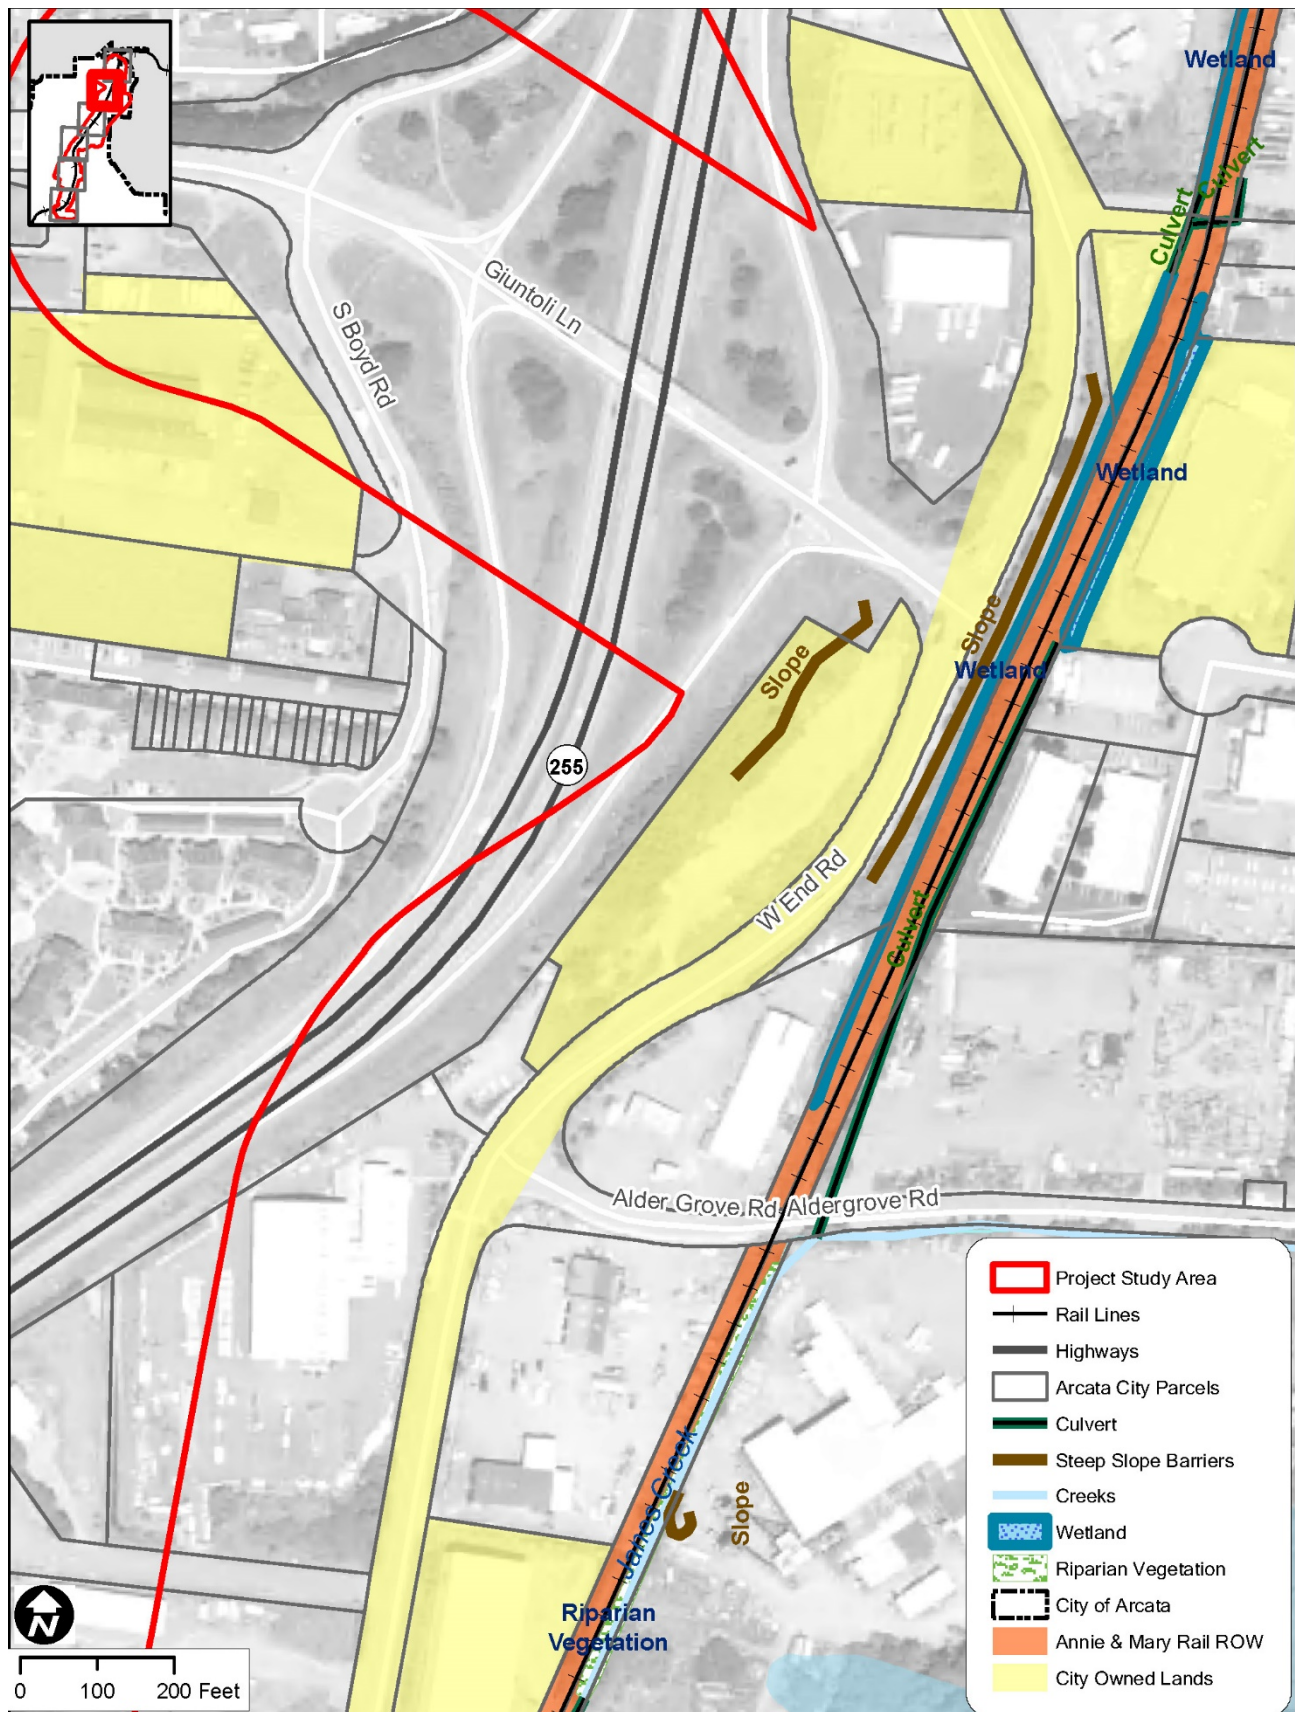 Wetland
Culvert
Culvert
Giuntoli Ln
S Boyd Rd
Wetland
Slope
Slope
Wetland
255
W End Rd
Culvert
Alder Grove Rd
Aldergrove Rd
Janes Creek
Slope
Riparian
Vegetation
N
0 100 200 Feet
Project Study Area
Rail Lines
Highways
Arcata City Parcels
Culvert
Steep Slope Barriers
Creeks
Wetland
Riparian Vegetation
City of Arcata
Annie & Mary Rail ROW
City Owned Lands